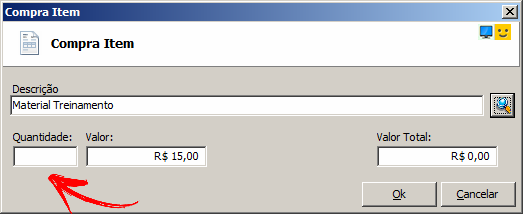 Compra Item
Compra Item
Descrição
Material Treinamento
Quantidade: Valor: Valor Total:
R$ 15,00 R$ 0,00
Ok Cancelar